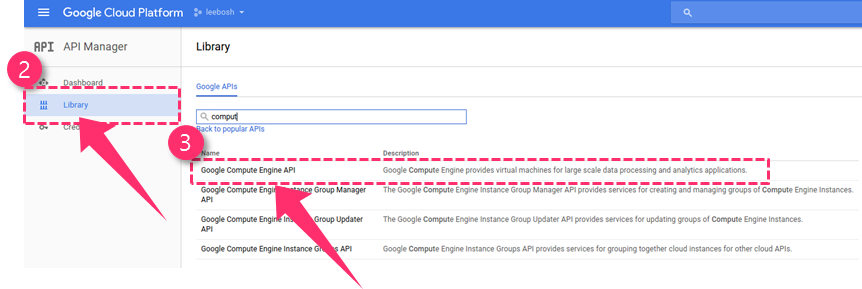 Google Cloud Platform leebosh
API API Manager
Library
2
Dashboard
Google APIs
Library
comput
Back to popular APIs
3
Name Description
Google Compute Engine API Google Compute Engine provides virtual machines for large scale data processing and analytics applications.
Google Compute Engine Instance Group Manager The Google Compute Engine Instance Group Manager API provides services for creating and managing groups of Compute Engine Instances.
API
Google Compute Engine Instance Group Updater The Google Compute Engine Instance Group Updater API provides services for updating groups of Compute Engine Instances.
API
Google Compute Engine Instance Groups API Google Compute Engine Instance Groups API provides services for grouping together cloud instances for other cloud APIs.